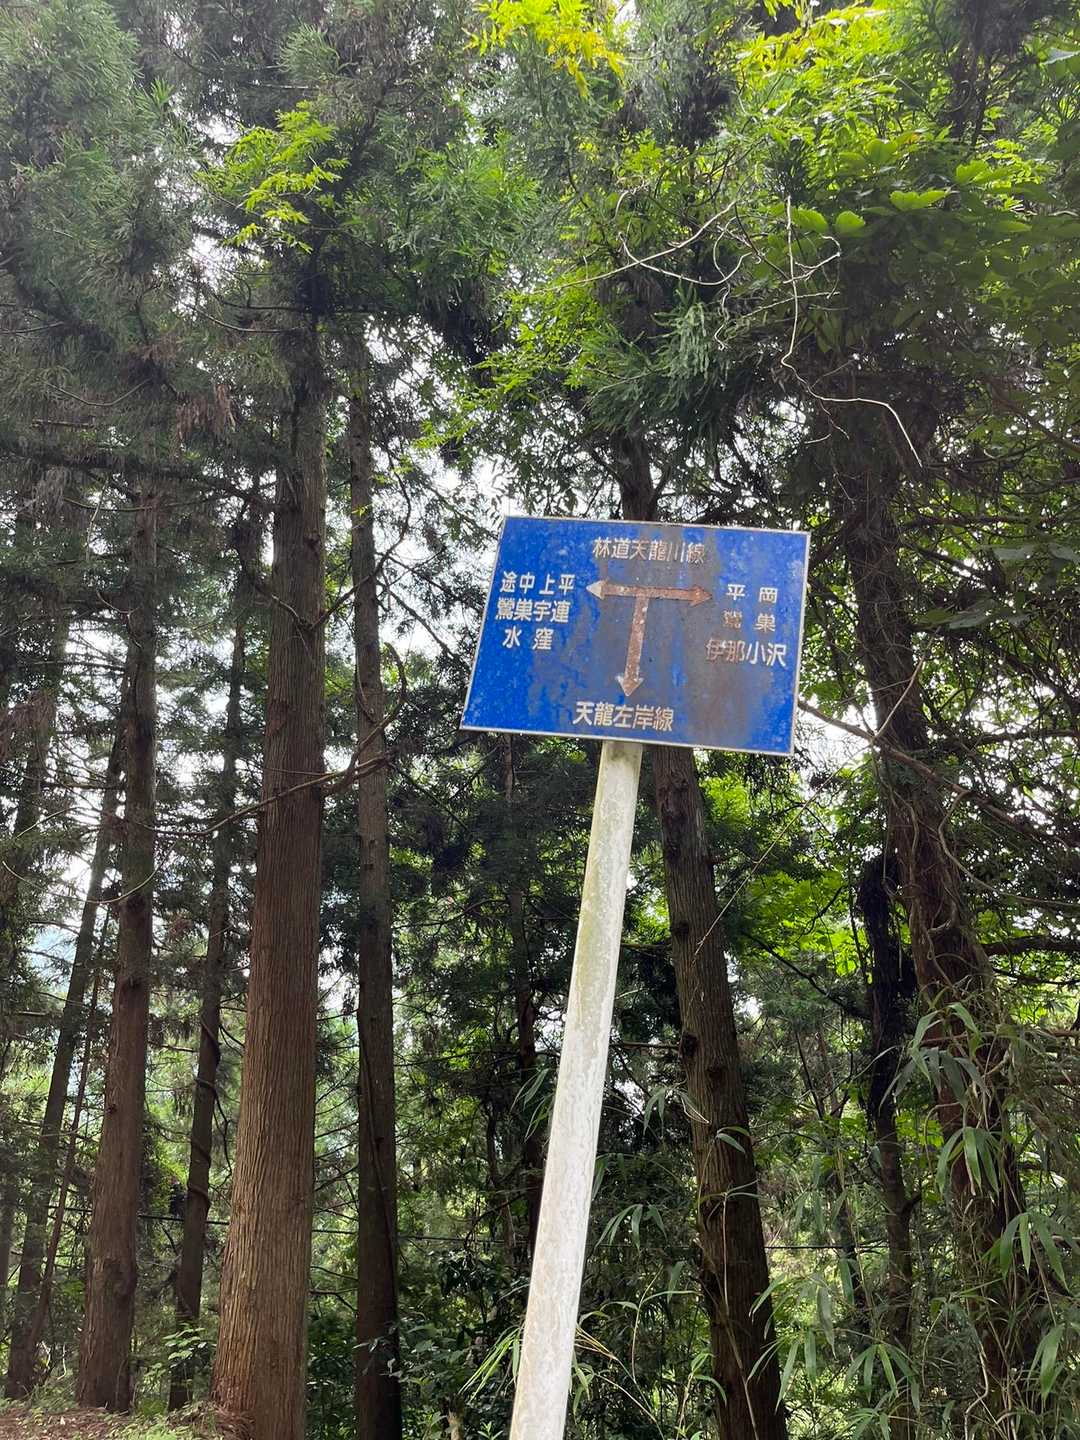 林道天龍川線
途中上平
鶯巣宇連
水窪
平岡
鶯巣
伊那小沢
天龍左岸線